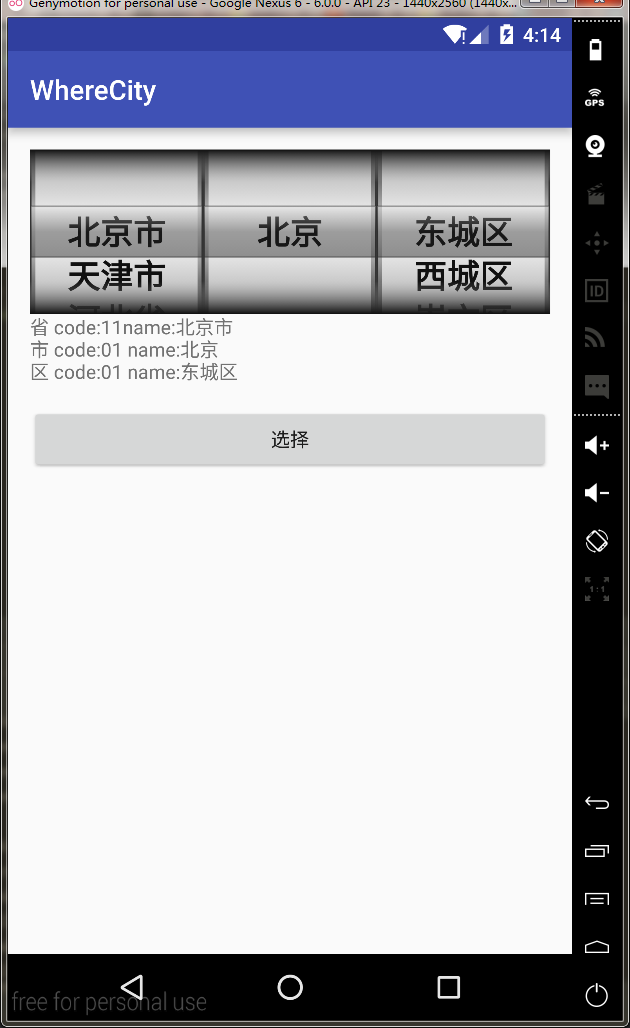 Genymotion for personal use - Google Nexus 6 - 6.0.0 - API 23 - 1440x2560 (1440x...
4:14
WhereCity
GPS
北京市 北京 东城区
天津市 西城区
省 code:11name:北京市
市 code:01 name:北京
区 code:01 name:东城区
选择
ID
1:1
free for personal use